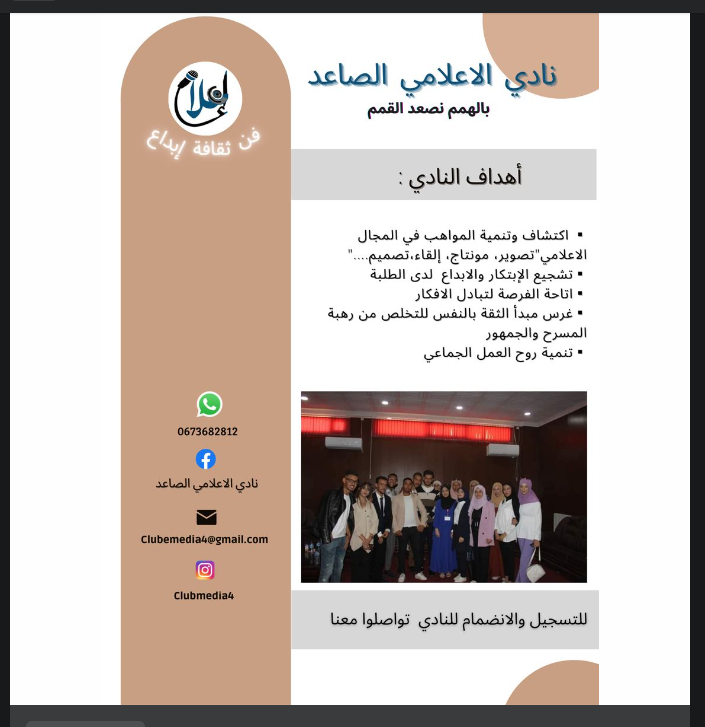 نادي الاعلامي الصاعد
بالهمم نصعد القمم
إعلام
فن ثقافة إبداع
أهداف النادي :
▪ اكتشاف وتنمية المواهب في المجال
الاعلامي"تصوير، مونتاج، إلقاء،تصميم...."
▪ تشجيع الإبتكار والابداع لدى الطلبة
▪ اتاحة الفرصة لتبادل الافكار
▪ غرس مبدأ الثقة بالنفس للتخلص من رهبة
المسرح والجمهور
▪ تنمية روح العمل الجماعي
0673682812
نادي الاعلامي الصاعد
Clubemedia4@gmail.com
Clubmedia4
للتسجيل والانضمام للنادي تواصلوا معنا